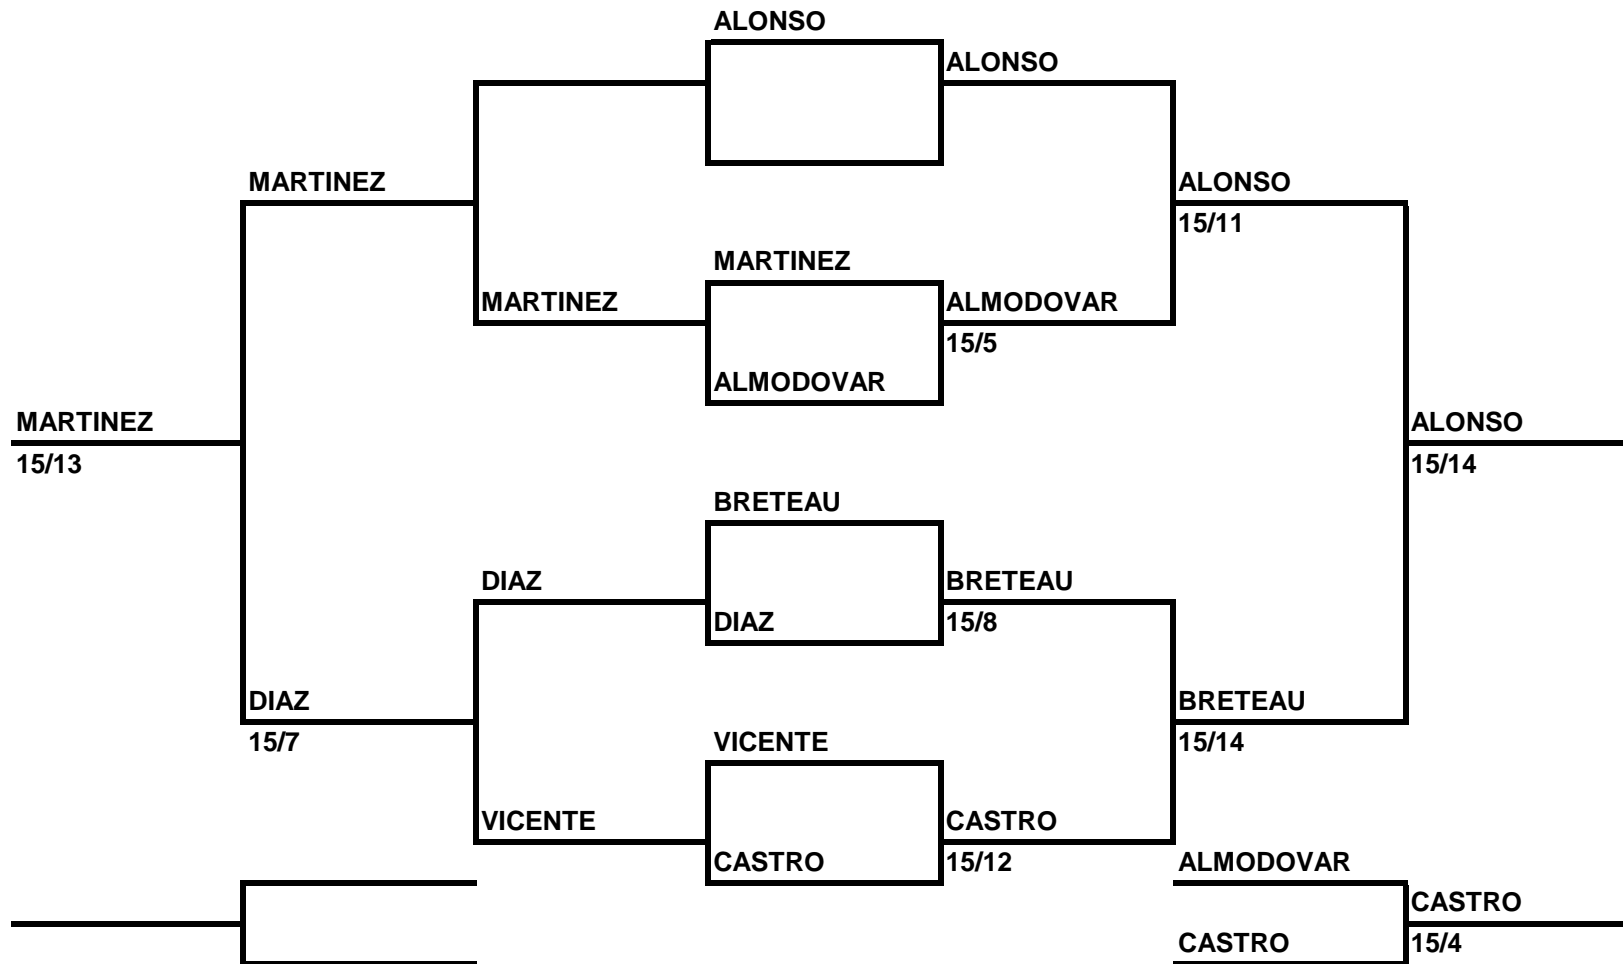 ALONSO
ALONSO
MARTINEZ
ALONSO
15/11
MARTINEZ
MARTINEZ
ALMODOVAR
15/5
ALMODOVAR
MARTINEZ
15/13
ALONSO
15/14
BRETEAU
DIAZ
BRETEAU
DIAZ
15/8
DIAZ
15/7
BRETEAU
15/14
VICENTE
VICENTE
CASTRO
CASTRO
15/12
ALMODOVAR
CASTRO
CASTRO
15/4